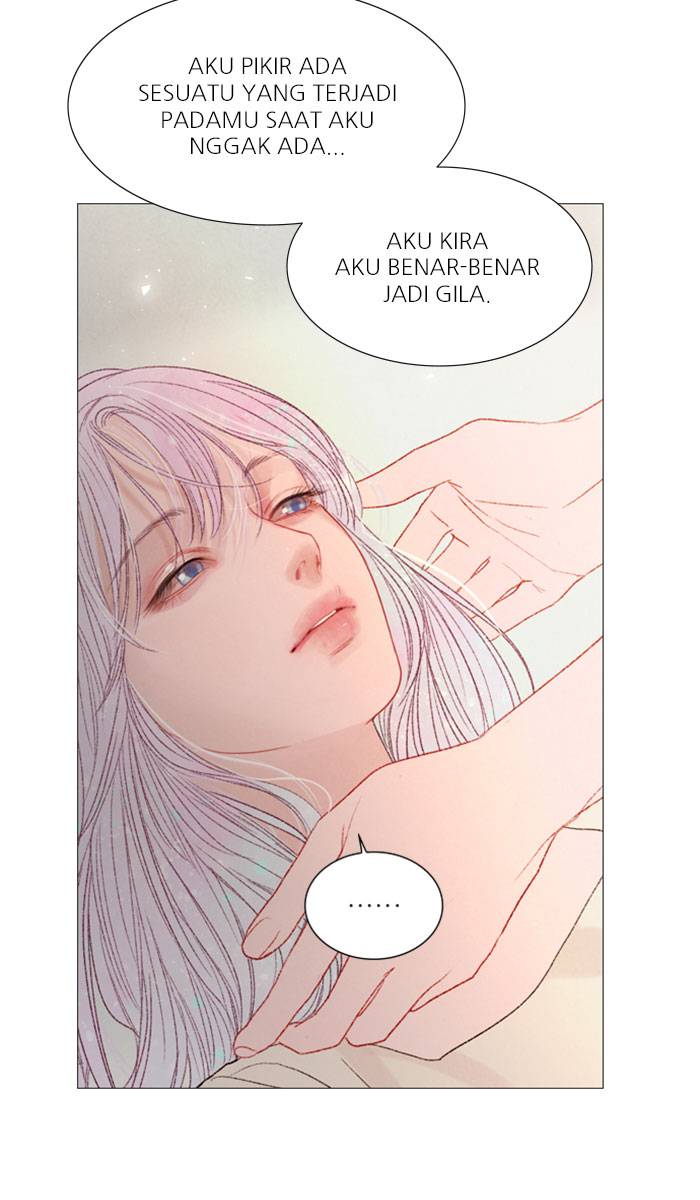 AKU PIKIR ADA
SESUATU YANG TERJADI
PADAMU SAAT AKU
NGGAK ADA...
AKU KIRA
AKU BENAR-BENAR
JADI GILA.
......